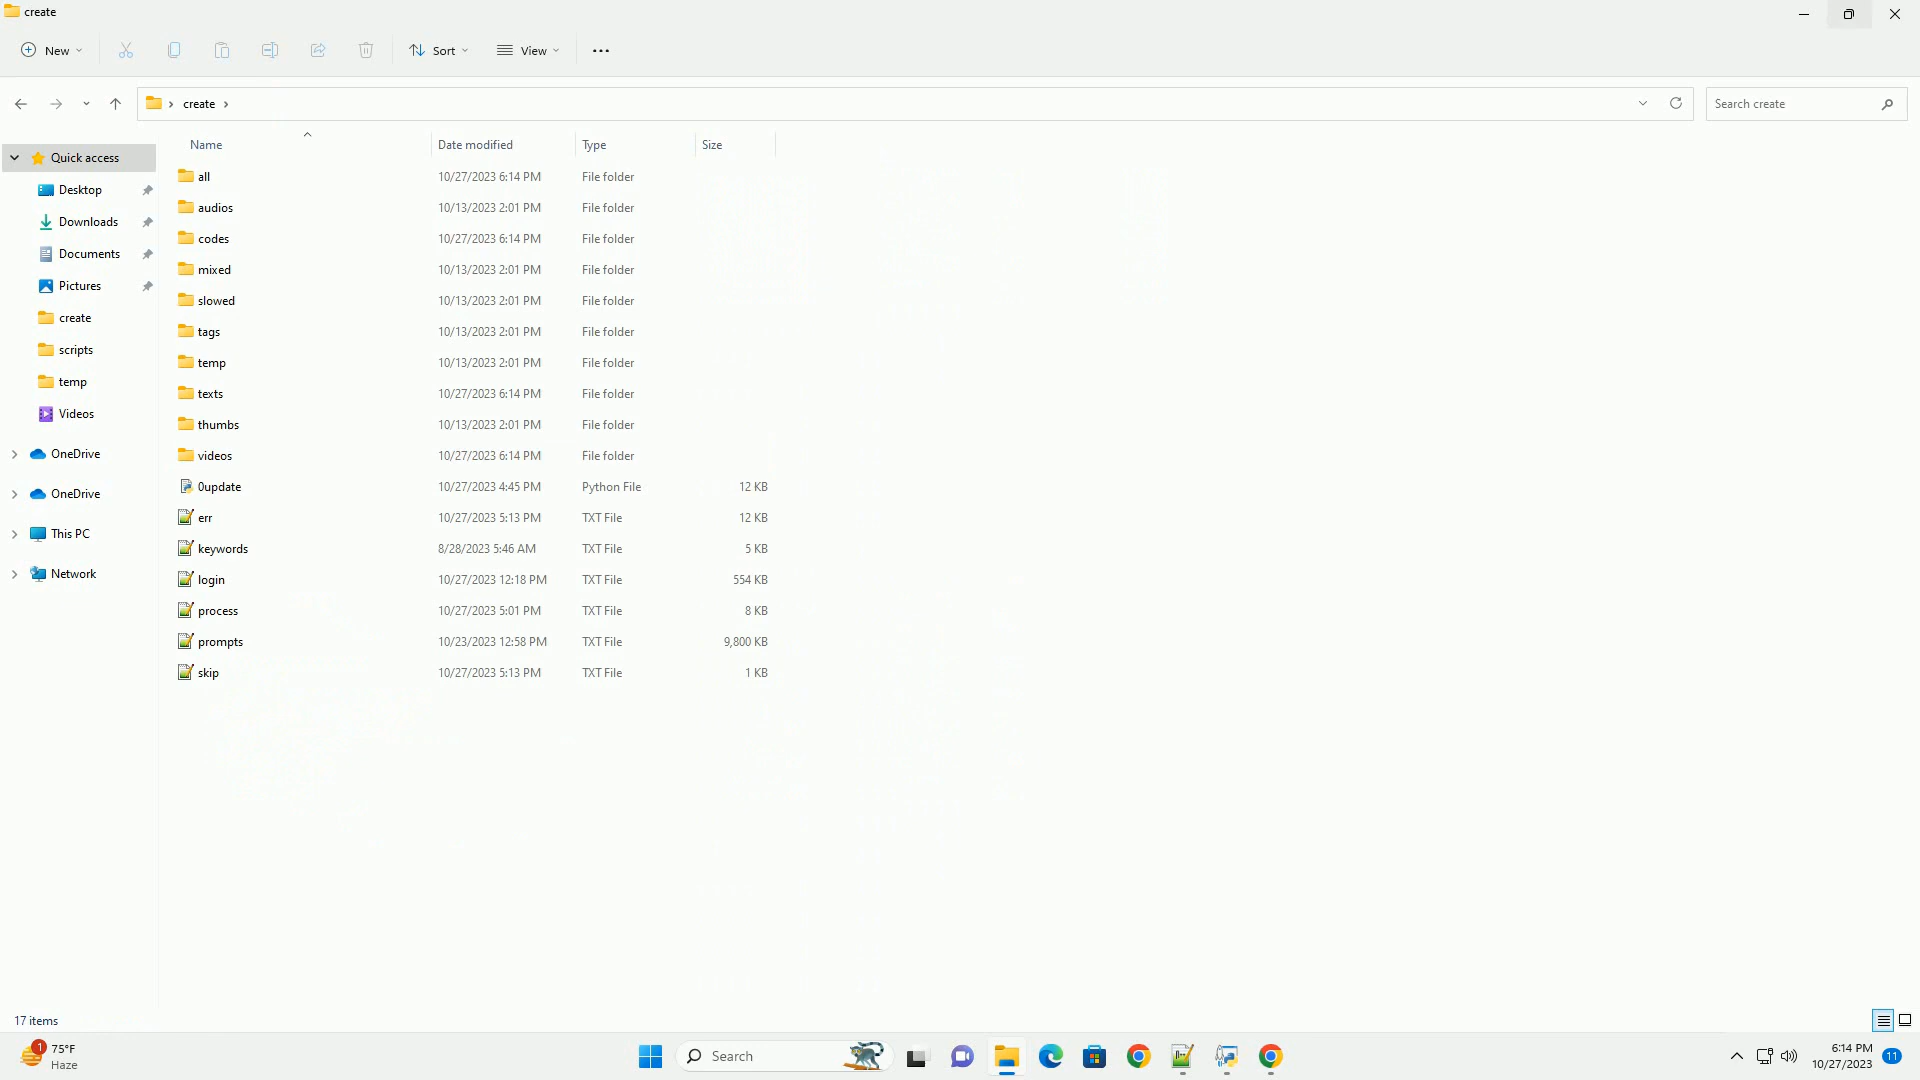 create
New
Sort
View
create
Search create
Name Date modified Type Size
Quick access
Desktop
Downloads
Documents
Pictures
create
scripts
temp
Videos
OneDrive
OneDrive
This PC
Network
all 10/27/2023 6:14 PM File folder
audios 10/13/2023 2:01 PM File folder
codes 10/27/2023 6:14 PM File folder
mixed 10/13/2023 2:01 PM File folder
slowed 10/13/2023 2:01 PM File folder
tags 10/13/2023 2:01 PM File folder
temp 10/13/2023 2:01 PM File folder
texts 10/27/2023 6:14 PM File folder
thumbs 10/13/2023 2:01 PM File folder
videos 10/27/2023 6:14 PM File folder
0update 10/27/2023 4:45 PM Python File 12 KB
err 10/27/2023 5:13 PM TXT File 12 KB
keywords 8/28/2023 5:46 AM TXT File 5 KB
login 10/27/2023 12:18 PM TXT File 554 KB
process 10/27/2023 5:01 PM TXT File 8 KB
prompts 10/23/2023 12:58 PM TXT File 9,800 KB
skip 10/27/2023 5:13 PM TXT File 1 KB
17 items
1
75°F
Haze
Search
6:14 PM
10/27/2023
11